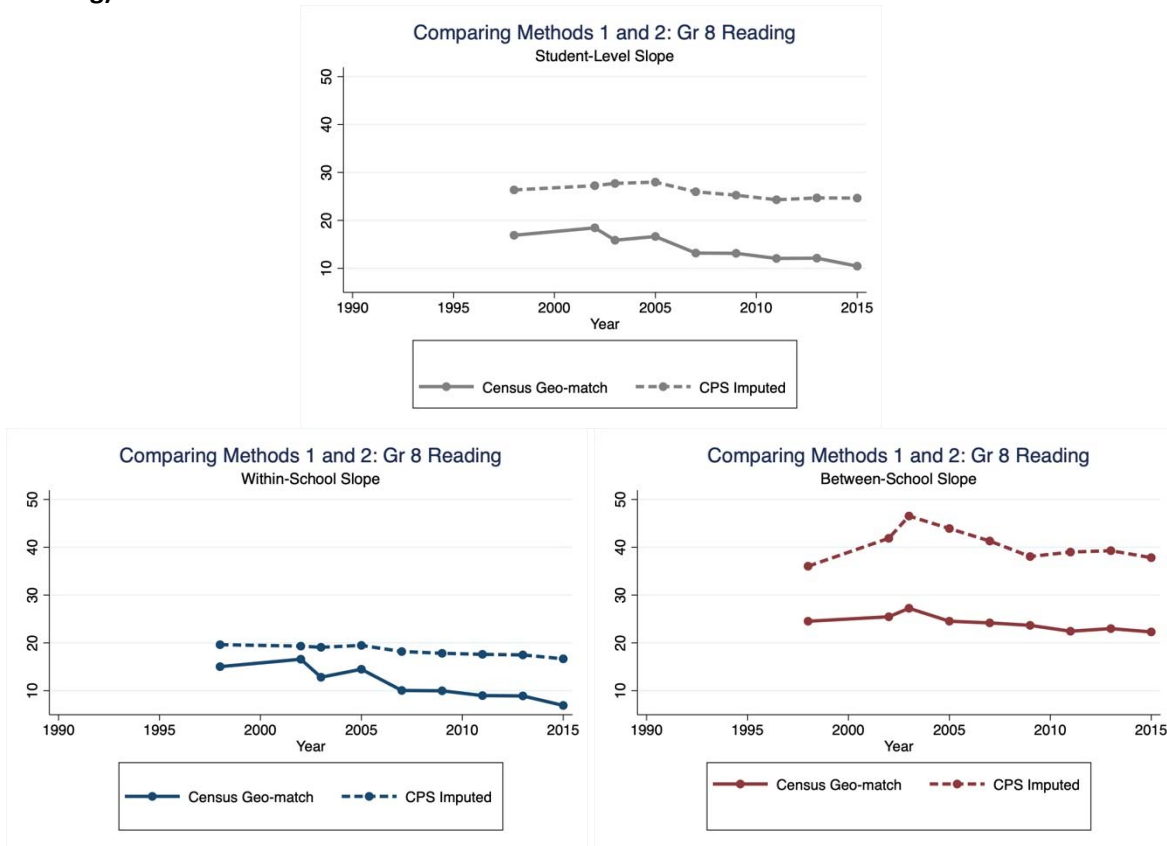 Comparing Methods 1 and 2: Gr 8 Reading
Student-Level Slope
50
40
30
20
10
1990 1995 2000 2005 2010 2015
Year
Census Geo-match CPS Imputed
Comparing Methods 1 and 2: Gr 8 Reading
Within-School Slope
50
40
30
20
10
1990 1995 2000 2005 2010 2015
Year
Census Geo-match CPS Imputed
Comparing Methods 1 and 2: Gr 8 Reading
Between-School Slope
50
40
30
20
10
1990 1995 2000 2005 2010 2015
Year
Census Geo-match CPS Imputed